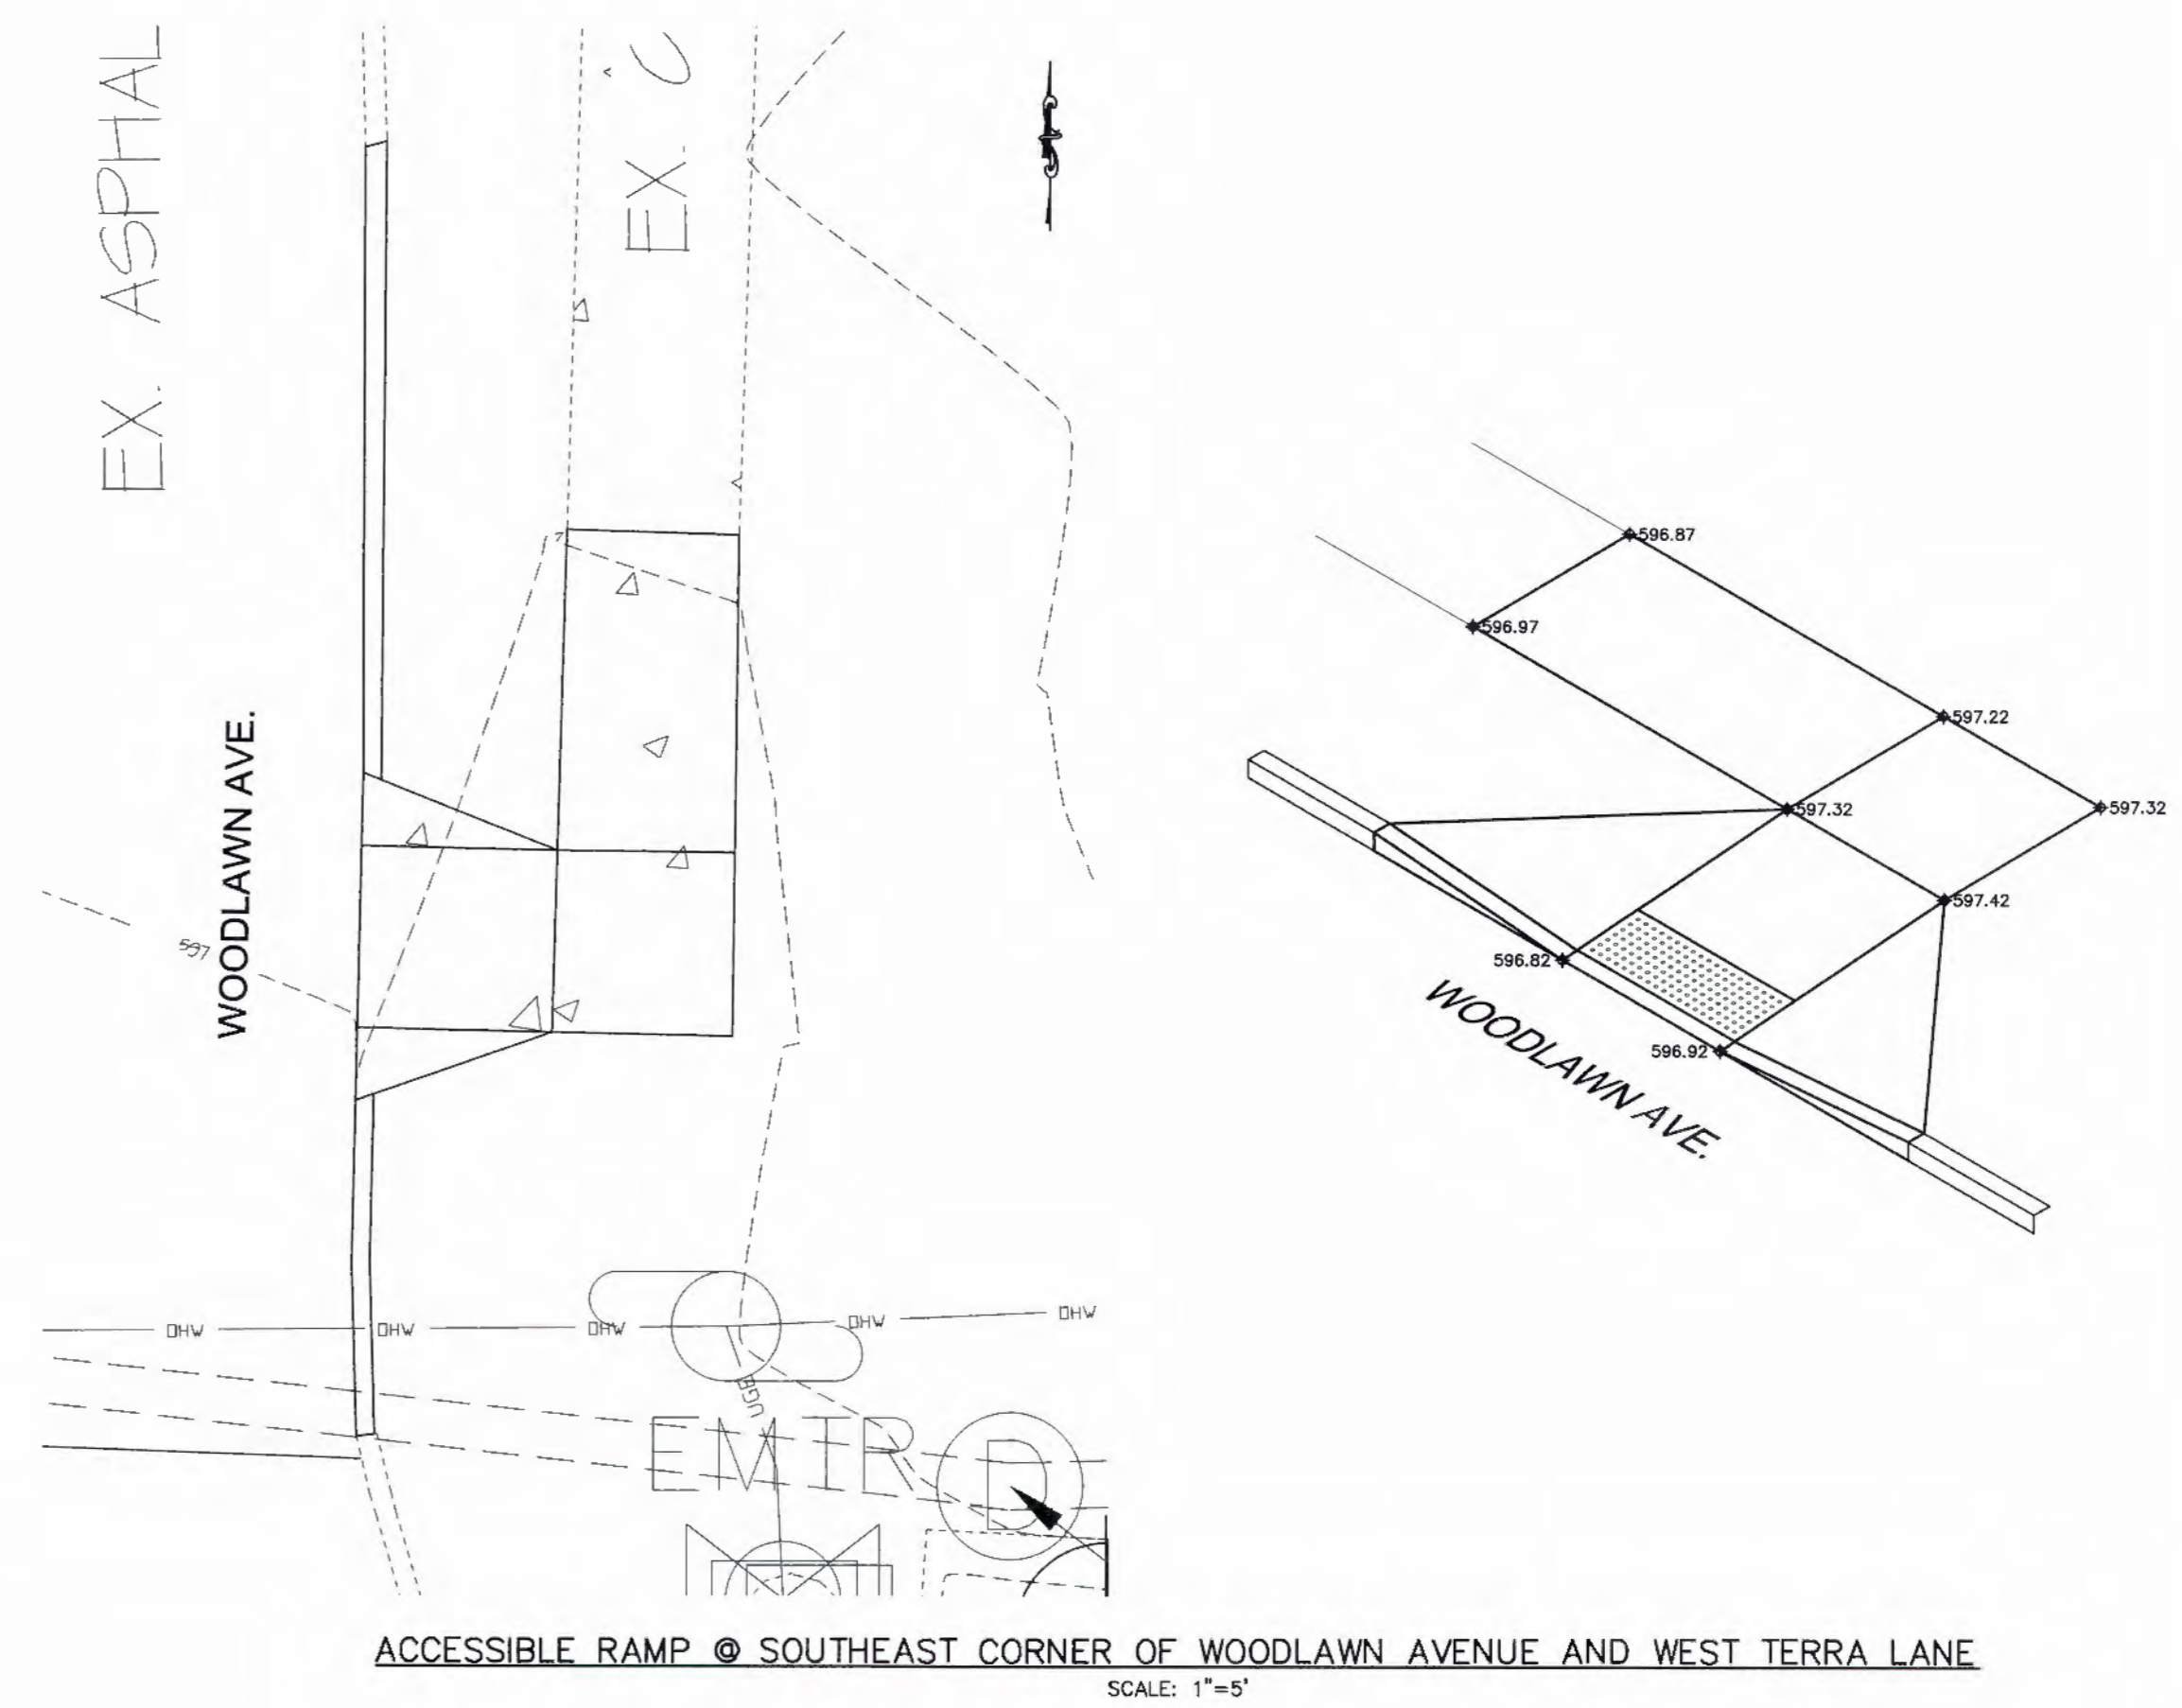 EX. ASPHAL
EX. C
WOODLAWN AVE.
597
7
OHW
OHW
OHW
OHW
OHW
UGE
EMTR
D
596.87
596.97
597.22
597.32
597.32
597.42
596.82
596.92
WOODLAWN AVE.
ACCESSIBLE RAMP @ SOUTHEAST CORNER OF WOODLAWN AVENUE AND WEST TERRA LANE
SCALE: 1"=5'